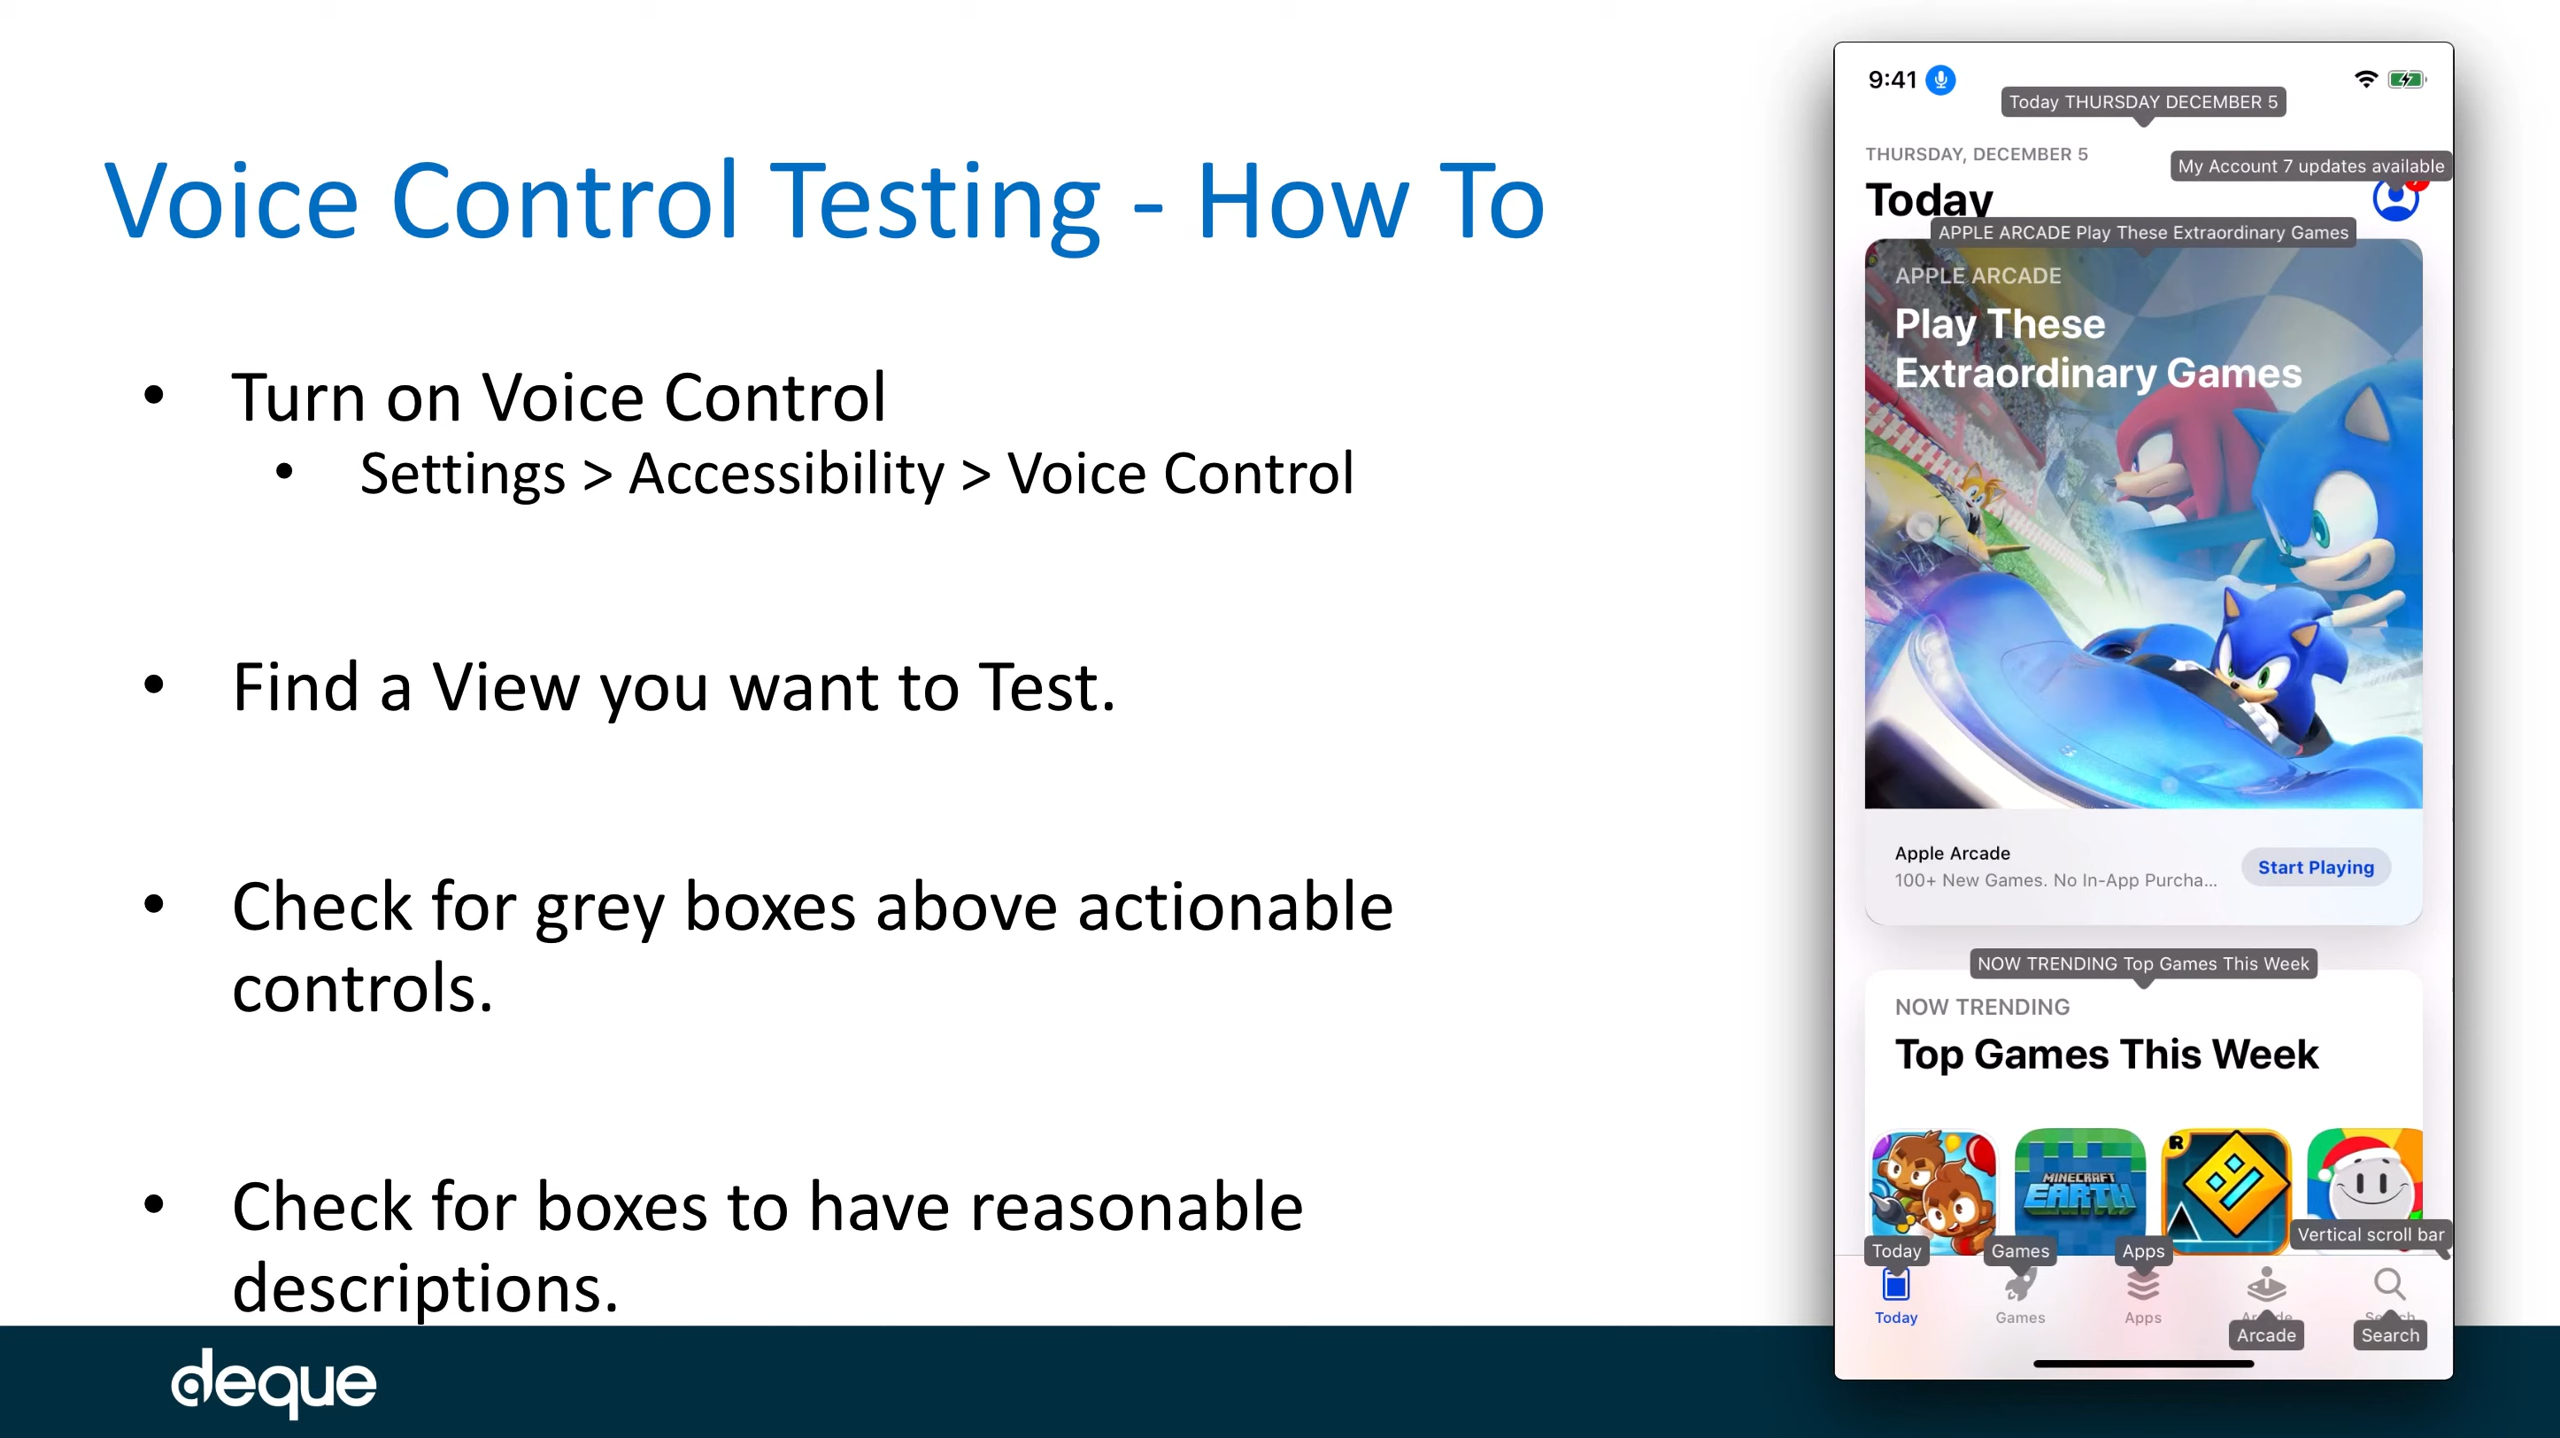 Voice Control Testing - How To
• Turn on Voice Control
• Settings > Accessibility > Voice Control
• Find a View you want to Test.
• Check for grey boxes above actionable
controls.
• Check for boxes to have reasonable
descriptions.
deque
9:41
Today THURSDAY DECEMBER 5
THURSDAY, DECEMBER 5
My Account 7 updates available
Today
APPLE ARCADE Play These Extraordinary Games
APPLE ARCADE
Play These
Extraordinary Games
Apple Arcade
100+ New Games. No In-App Purcha...
Start Playing
NOW TRENDING Top Games This Week
NOW TRENDING
Top Games This Week
R
MINECRAFT
EARTH
Vertical scroll bar
Today
Games
Apps
Today
Games
Apps
Arcade
Search